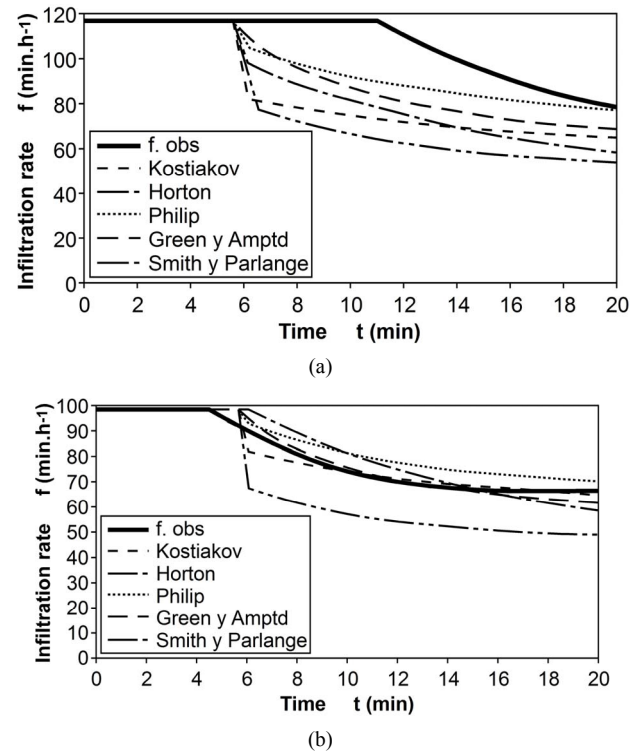 120
100
80
60
40
20
0
Infiltration rate f (min.h-1)
f. obs
Kostiakov
Horton
Philip
Green y Amptd
Smith y Parlange
0 2 4 6 8 10 12 14 16 18 20
Time t (min)
(a)
100
90
80
70
60
50
40
30
20
10
0
Infiltration rate f (min.h-1)
f. obs
Kostiakov
Horton
Philip
Green y Amptd
Smith y Parlange
0 2 4 6 8 10 12 14 16 18 20
Time t (min)
(b)